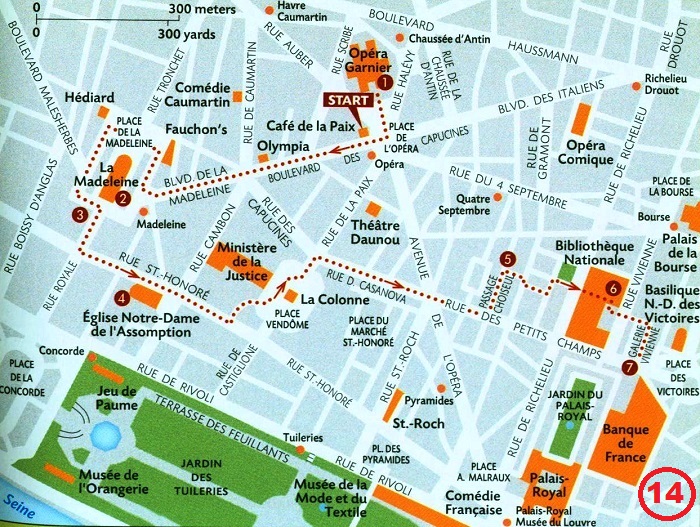 0 300 meters
0 300 yards
BOULEVARD MALESHERBES
RUE TRONCHET
Havre
Caumartin
RUE AUBER
RUE SCRIBE
BOULEVARD HAUSSMANN
Chaussée d'Antin
RUE DROUOT
Opéra
Garnier
1
RUE HALÉVY
RUE DE LA
CHAUSSÉE
D'ANTIN
Richelieu
Drouot
Comédie
Caumartin
RUE DE CAUMARTIN
START
Hédiard
PLACE
DE LA
MADELEINE
Fauchon's
Café de la Paix
PLACE
DE
L'OPÉRA
BLVD. DES ITALIENS
Olympia
Opéra
BOULEVARD DES CAPUCINES
RUE DE
GRAMONT
Opéra
Comique
RUE DE RICHELIEU
La
Madeleine
2
BLVD. DE LA
MADELEINE
RUE DU 4 SEPTEMBRE
PLACE DE
LA BOURSE
RUE BOISSY D'ANGLAS
3
Madeleine
RUE CAMBON
RUE DES
CAPUCINES
RUE DE LA PAIX
Théâtre
Daunou
Quatre
Septembre
Bourse
Palais
de la
Bourse
RUE ROYALE
RUE ST.-HONORÉ
Ministère
de la
Justice
AVENUE
DE
L'OPÉRA
5
PASSAGE
CHOISEUL
Bibliothèque
Nationale
6
RUE VIVIENNE
Basilique
N.-D. des
Victoires
4
Église Notre-Dame
de l'Assomption
La Colonne
PLACE
VENDÔME
RUE D. CASANOVA
PLACE DU
MARCHÉ
ST.-HONORÉ
RUE DES PETITS CHAMPS
GALERIE
VIVIENNE
7
PLACE
DES
VICTOIRES
Concorde
PLACE
DE LA
CONCORDE
RUE DE
CASTIGLIONE
RUE ST.-HONORÉ
RUE ST.-ROCH
RUE DE RICHELIEU
JARDIN DU
PALAIS-
ROYAL
Jeu de
Paume
RUE DE RIVOLI
TERRASSE DES FEUILLANTS
Pyramides
St.-Roch
Banque
de France
Tuileries
PL. DES
PYRAMIDES
Musée de
l'Orangerie
JARDIN
DES
TUILERIES
Musée de la
Mode et du
Textile
RUE DE RIVOLI
PLACE
A. MALRAUX
Comédie
Française
Palais-
Royal
Palais-Royal
Musée du Louvre
Seine
14